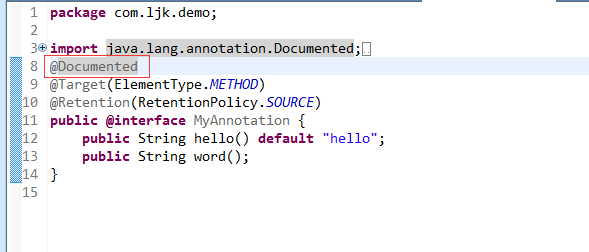 1 package com.ljk.demo;
2
3 import java.lang.annotation.Documented;
8 @Documented
9 @Target(ElementType.METHOD)
10 @Retention(RetentionPolicy.SOURCE)
11 public @interface MyAnnotation {
12     public String hello() default "hello";
13     public String word();
14 }
15